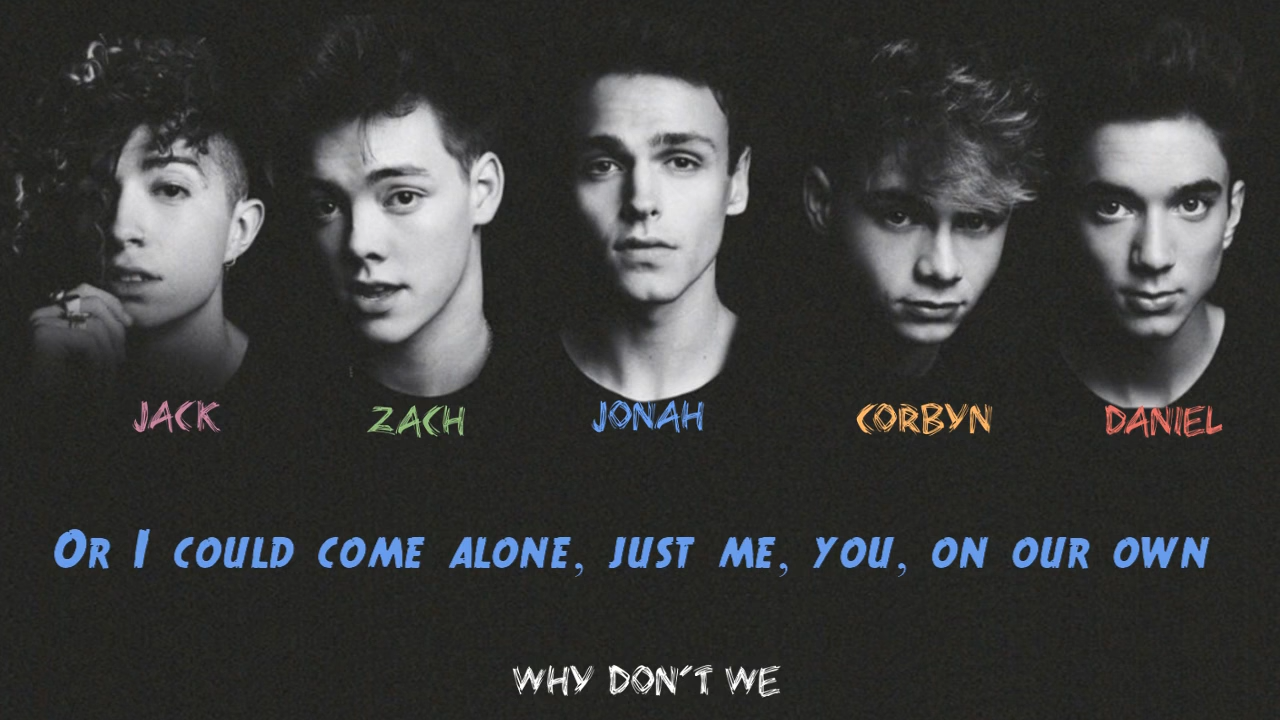 JACK ZACH JONAH CORBYN DANIEL
OR I COULD COME ALONE, JUST ME, YOU, ON OUR OWN
WHY DON'T WE